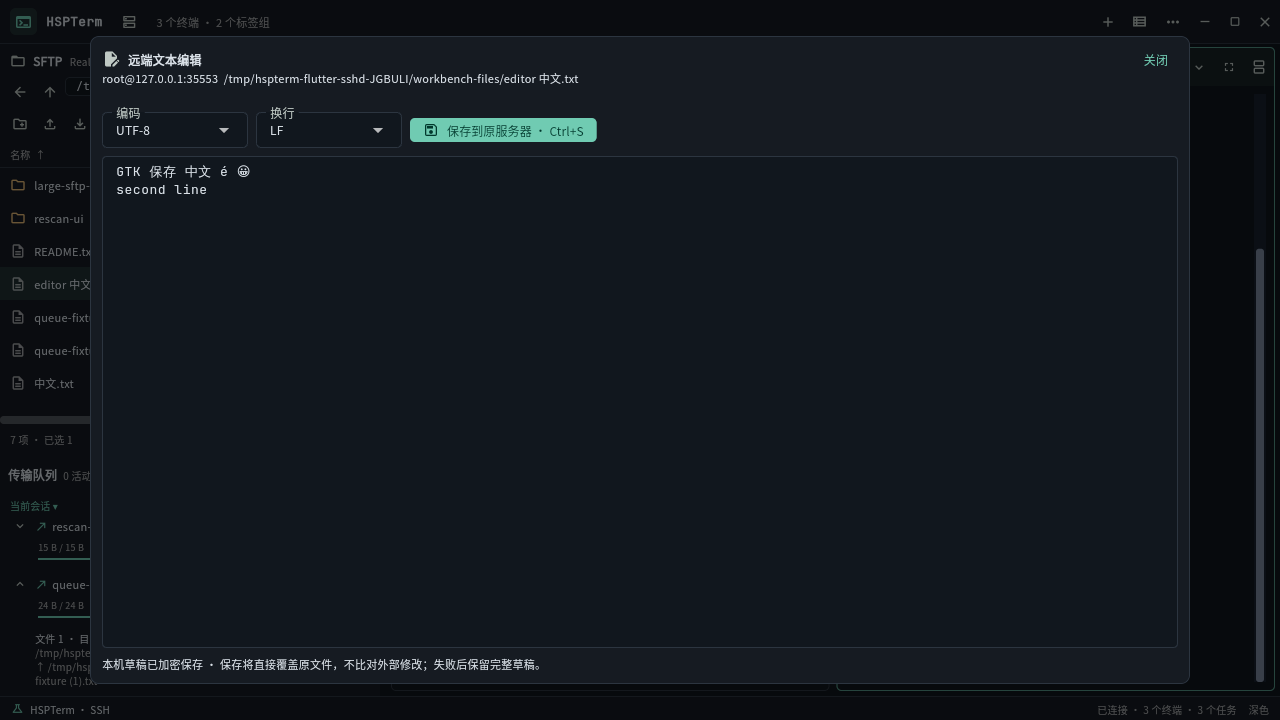 HSPTerm
3 个终端 · 2 个标签组
SFTP Real
/t
名称 ↑
large-sftp-
rescan-ui
README.tx
editor 中文
queue-fixtu
queue-fixtu
中文.txt
7 项 · 已选 1
传输队列 0 活动
当前会话 ▾
rescan-
15 B / 15 B
queue-
24 B / 24 B
文件 1 · 目
/tmp/hspte
↑ /tmp/hsp
fixture (1).tx
远端文本编辑
关闭
root@127.0.0.1:35553 /tmp/hspterm-flutter-sshd-JGBULI/workbench-files/editor 中文.txt
编码
UTF-8
换行
LF
保存到原服务器 · Ctrl+S
GTK 保存 中文 é 😀
second line
本机草稿已加密保存 · 保存将直接覆盖原文件，不比对外部修改；失败后保留完整草稿。
HSPTerm · SSH
已连接 · 3 个终端 · 3 个任务
深色